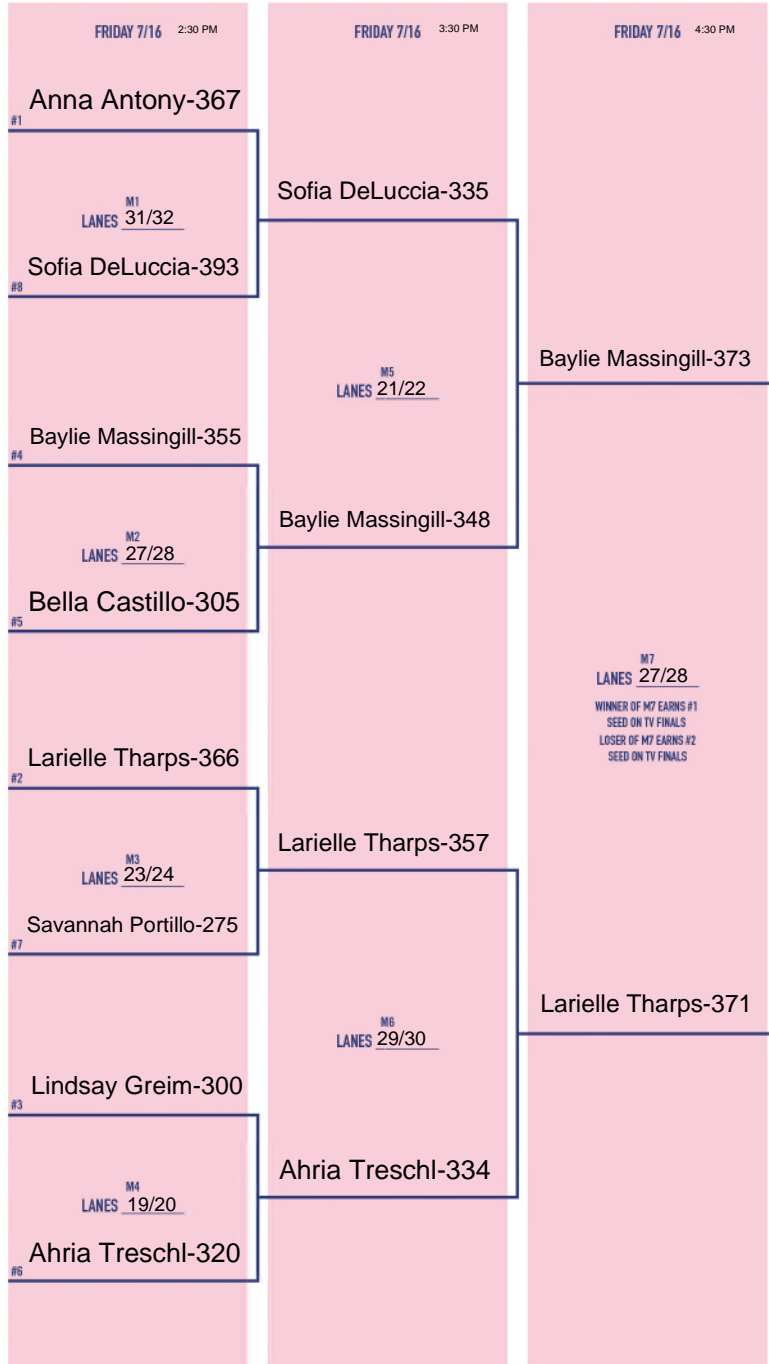 FRIDAY 7/16 2:30 PM
Anna Antony-367
#1
M1
LANES 31/32
Sofia DeLuccia-393
#8
Baylie Massingill-355
#4
M2
LANES 27/28
Bella Castillo-305
#5
Larielle Tharps-366
#2
M3
LANES 23/24
Savannah Portillo-275
#7
Lindsay Greim-300
#3
M4
LANES 19/20
Ahria Treschl-320
#6
FRIDAY 7/16 3:30 PM
Sofia DeLuccia-335
M5
LANES 21/22
Baylie Massingill-348
Larielle Tharps-357
M6
LANES 29/30
Ahria Treschl-334
FRIDAY 7/16 4:30 PM
Baylie Massingill-373
M7
LANES 27/28
WINNER OF M7 EARNS #1
SEED ON TV FINALS
LOSER OF M7 EARNS #2
SEED ON TV FINALS
Larielle Tharps-371